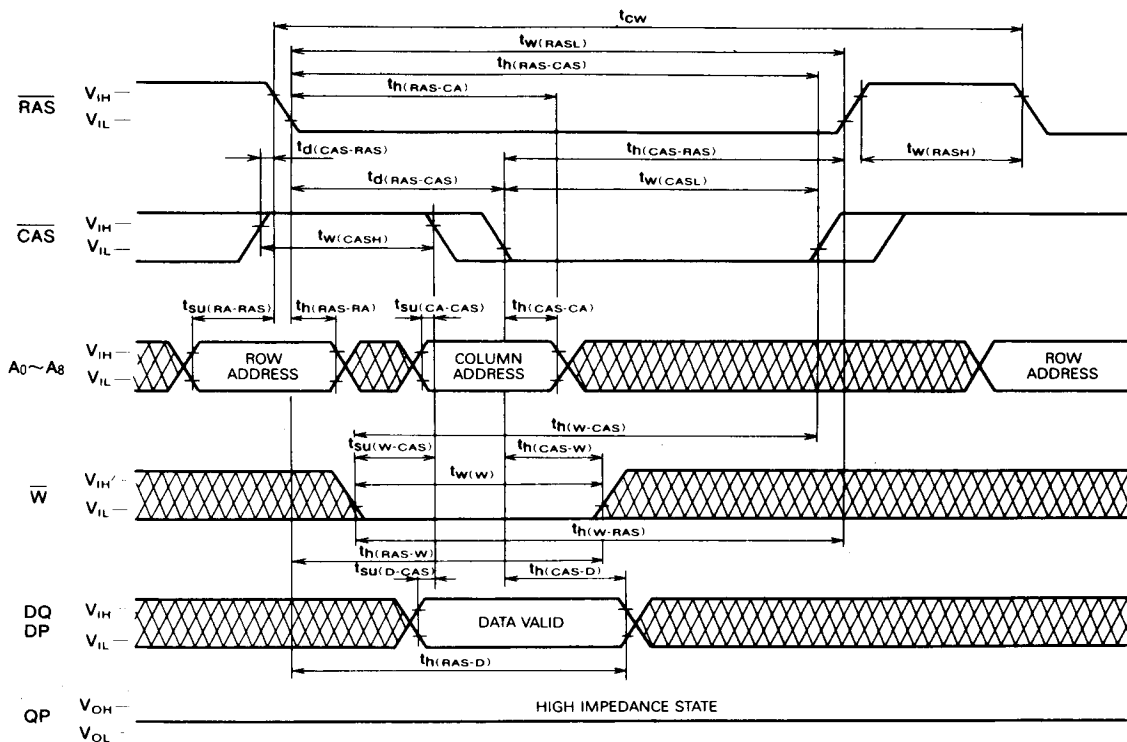 tCW
tW(RASL)
th(RAS-CAS)
th(RAS-CA)
RAS
VIH
VIL
td(CAS-RAS)
th(CAS-RAS)
tW(RASH)
td(RAS-CAS)
tW(CASL)
CAS
VIH
VIL
tW(CASH)
tsu(RA-RAS)
th(RAS-RA)
tsu(CA-CAS)
th(CAS-CA)
A0~A8
VIH
VIL
ROW ADDRESS
COLUMN ADDRESS
ROW ADDRESS
th(W-CAS)
tsu(W-CAS)
th(CAS-W)
tW(W)
W
VIH
VIL
th(W-RAS)
th(RAS-W)
tsu(D-CAS)
th(CAS-D)
DQ
DP
VIH
VIL
DATA VALID
th(RAS-D)
QP
VOH
VOL
HIGH IMPEDANCE STATE